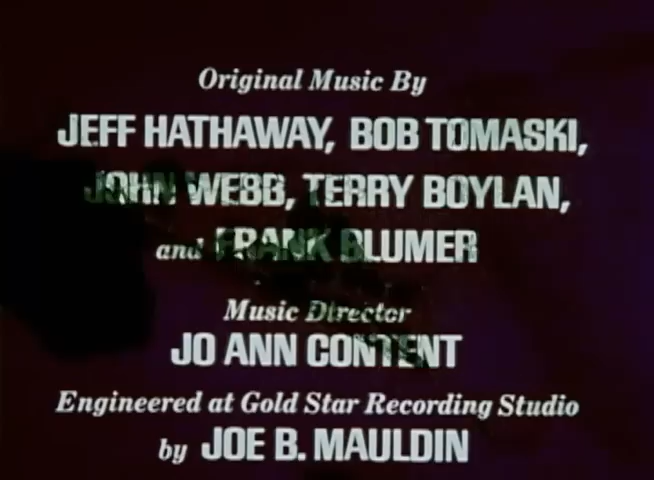 Original Music By
JEFF HATHAWAY, BOB TOMASKI,
JOHN WEBB, TERRY BOYLAN,
and FRANK BLUMER
Music Director
JO ANN CONTENT
Engineered at Gold Star Recording Studio
by JOE B. MAULDIN